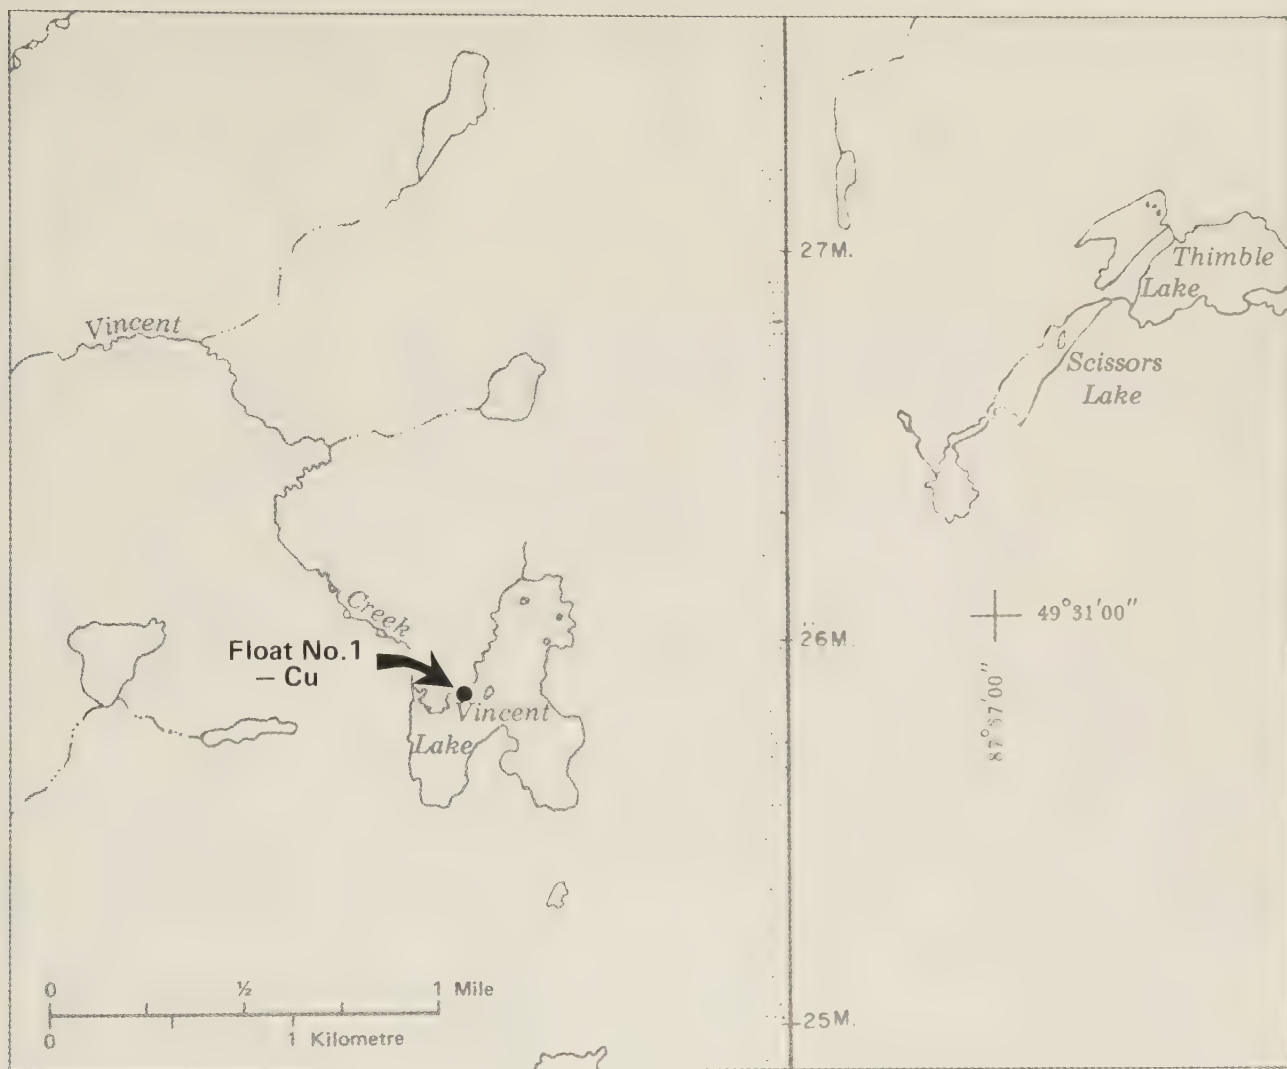 27M.
Thimble
Lake
Vincent
Scissors
Lake
Creek
26M.
49°31'00"
Float No.1
— Cu
87° 7'00"
Vincent
Lake
0 ½ 1 Mile
0 1 Kilometre
25M.